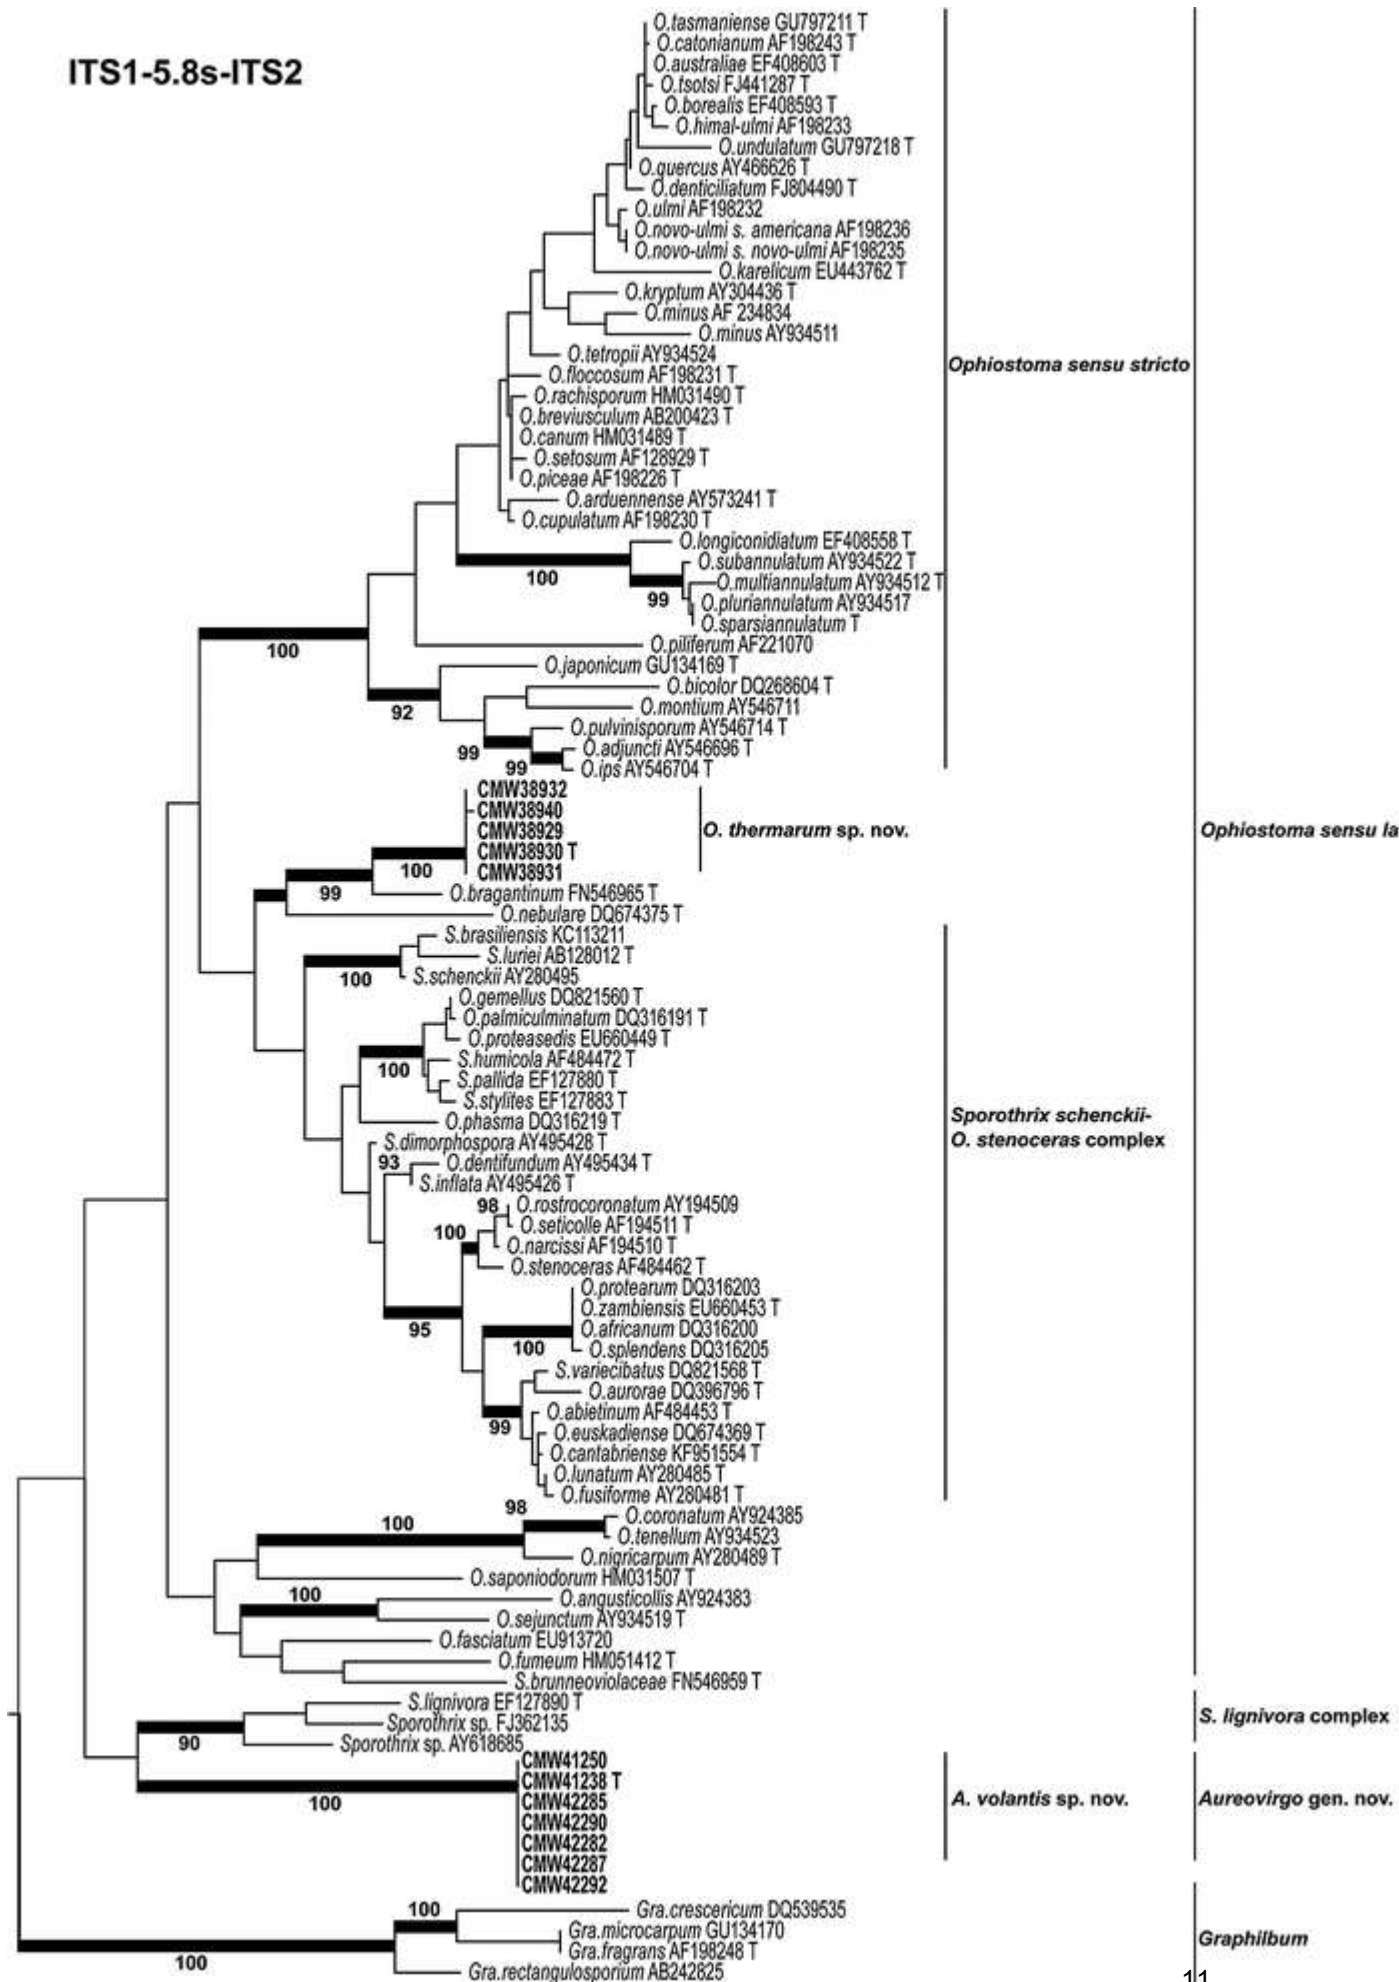 ITS1-5.8s-ITS2
O.tasmaniense GU797211 T
O.catonianum AF198243 T
O.australiae EF408603 T
O.tsotsi FJ441287 T
O.borealis EF408593 T
O.himal-ulmi AF198233
O.undulatum GU797218 T
O.quercus AY466626 T
O.denticiliatum FJ804490 T
O.ulmi AF198232
O.novo-ulmi s. americana AF198236
O.novo-ulmi s. novo-ulmi AF198235
O.karelicum EU443762 T
O.kryptum AY304436 T
O.minus AF 234834
O.minus AY934511
O.tetropii AY934524
Ophiostoma sensu stricto
O.floccosum AF198231 T
O.rachisporum HM031490 T
O.breviusculum AB200423 T
O.canum HM031489 T
O.setosum AF128929 T
O.piceae AF198226 T
O.arduennense AY573241 T
O.cupulatum AF198230 T
O.longiconidiatum EF408558 T
O.subannulatum AY934522 T
100
O.multiannulatum AY934512 T
99
O.pluriannulatum AY934517
O.sparsiannulatum T
O.piliferum AF221070
100
O.japonicum GU134169 T
O.bicolor DQ268604 T
92
O.montium AY546711
O.pulvinisporum AY546714 T
99
O.adjuncti AY546696 T
99
O.ips AY546704 T
CMW38932
CMW38940
CMW38929
O. thermarum sp. nov.
Ophiostoma sensu la
CMW38930 T
100
CMW38931
99
O.bragantinum FN546965 T
O.nebulare DQ674375 T
S.brasiliensis KC113211
S.luriei AB128012 T
100
S.schenckii AY280495
O.gemellus DQ821560 T
O.palmiculminatum DQ316191 T
O.proteasedis EU660449 T
S.humicola AF484472 T
100
S.pallida EF127880 T
S.stylites EF127883 T
Sporothrix schenckii-
O. stenoceras complex
O.phasma DQ316219 T
S.dimorphospora AY495428 T
93
O.dentifundum AY495434 T
S.inflata AY495426 T
98
O.rostrocoronatum AY194509
O.seticolle AF194511 T
100
O.narcissi AF194510 T
O.stenoceras AF484462 T
O.protearum DQ316203
O.zambiensis EU660453 T
95
O.africanum DQ316200
100
O.splendens DQ316205
S.variecibatus DQ821568 T
O.aurorae DQ396796 T
O.abietinum AF484453 T
99
O.euskadiense DQ674369 T
O.cantabriense KF951554 T
O.lunatum AY280485 T
O.fusiforme AY280481 T
98
O.coronatum AY924385
100
O.tenellum AY934523
O.nigricarpum AY280489 T
O.saponiodorum HM031507 T
100
O.angusticollis AY924383
O.sejunctum AY934519 T
O.fasciatum EU913720
O.fumeum HM051412 T
S.brunneoviolaceae FN546959 T
S.lignivora EF127890 T
Sporothrix sp. FJ362135
S. lignivora complex
90
Sporothrix sp. AY618685
CMW41250
CMW41238 T
100
CMW42285
A. volantis sp. nov.
Aureovirgo gen. nov.
CMW42290
CMW42282
CMW42287
CMW42292
100
Gra.crescericum DQ539535
Gra.microcarpum GU134170
Graphilbum
Gra.fragrans AF198248 T
100
Gra.rectangulosporium AB242825
11